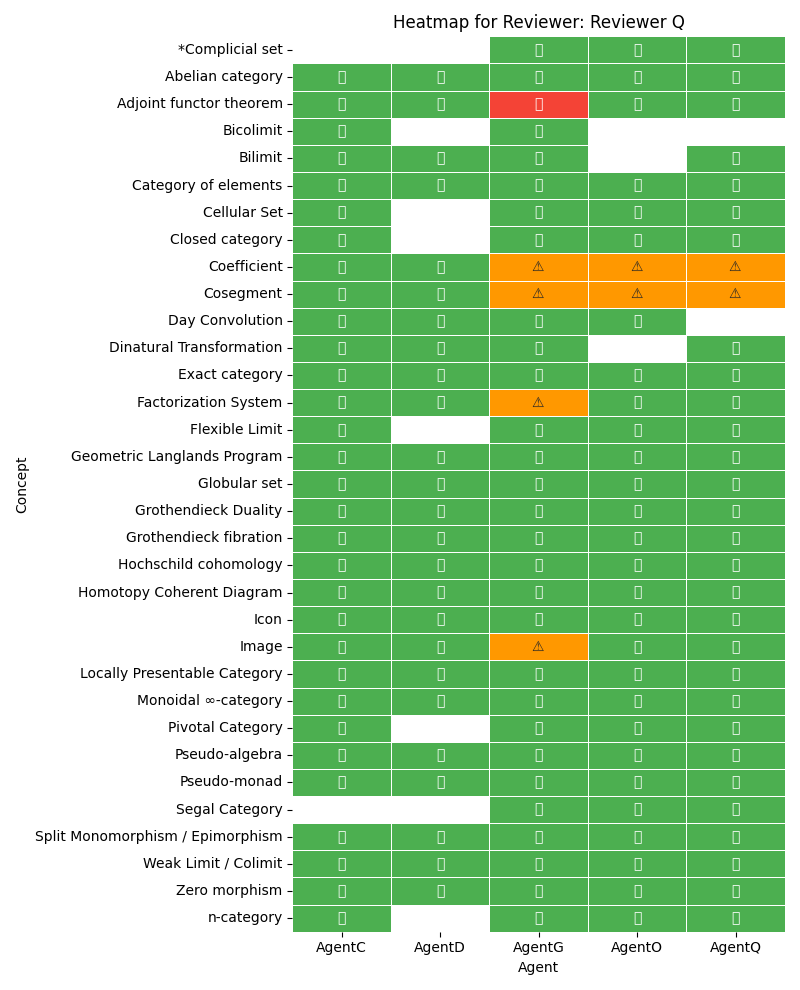 Heatmap for Reviewer: Reviewer Q
Concept
*Complicial set
Abelian category
Adjoint functor theorem
Bicolimit
Bilimit
Category of elements
Cellular Set
Closed category
Coefficient ⚠ ⚠ ⚠
Cosegment ⚠ ⚠ ⚠
Day Convolution
Dinatural Transformation
Exact category
Factorization System ⚠
Flexible Limit
Geometric Langlands Program
Globular set
Grothendieck Duality
Grothendieck fibration
Hochschild cohomology
Homotopy Coherent Diagram
Icon
Image ⚠
Locally Presentable Category
Monoidal ∞-category
Pivotal Category
Pseudo-algebra
Pseudo-monad
Segal Category
Split Monomorphism / Epimorphism
Weak Limit / Colimit
Zero morphism
n-category
AgentC AgentD AgentG AgentO AgentQ
Agent